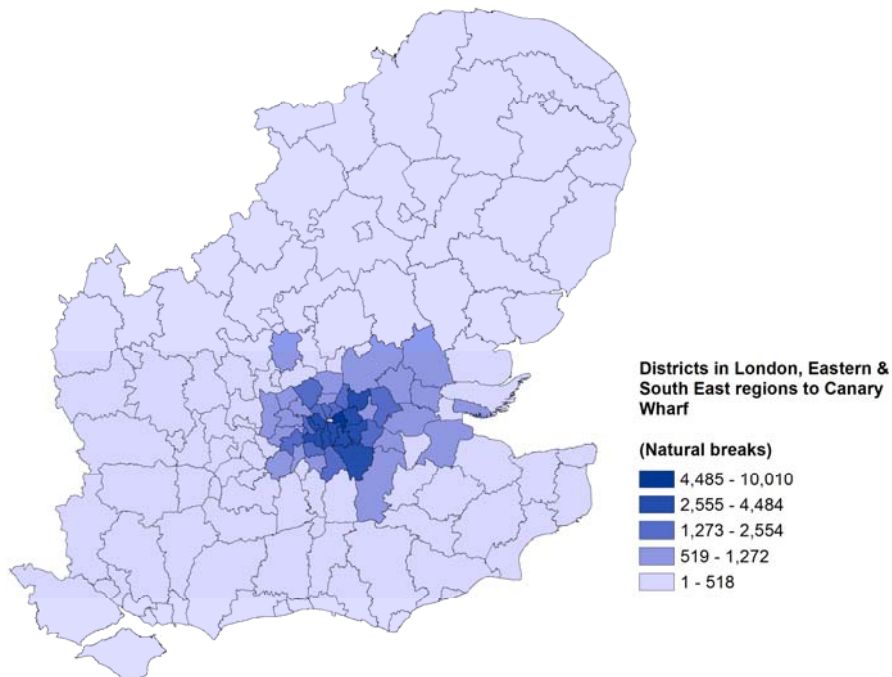 Districts in London, Eastern &
South East regions to Canary
Wharf
(Natural breaks)
4,485 - 10,010
2,555 - 4,484
1,273 - 2,554
519 - 1,272
1 - 518